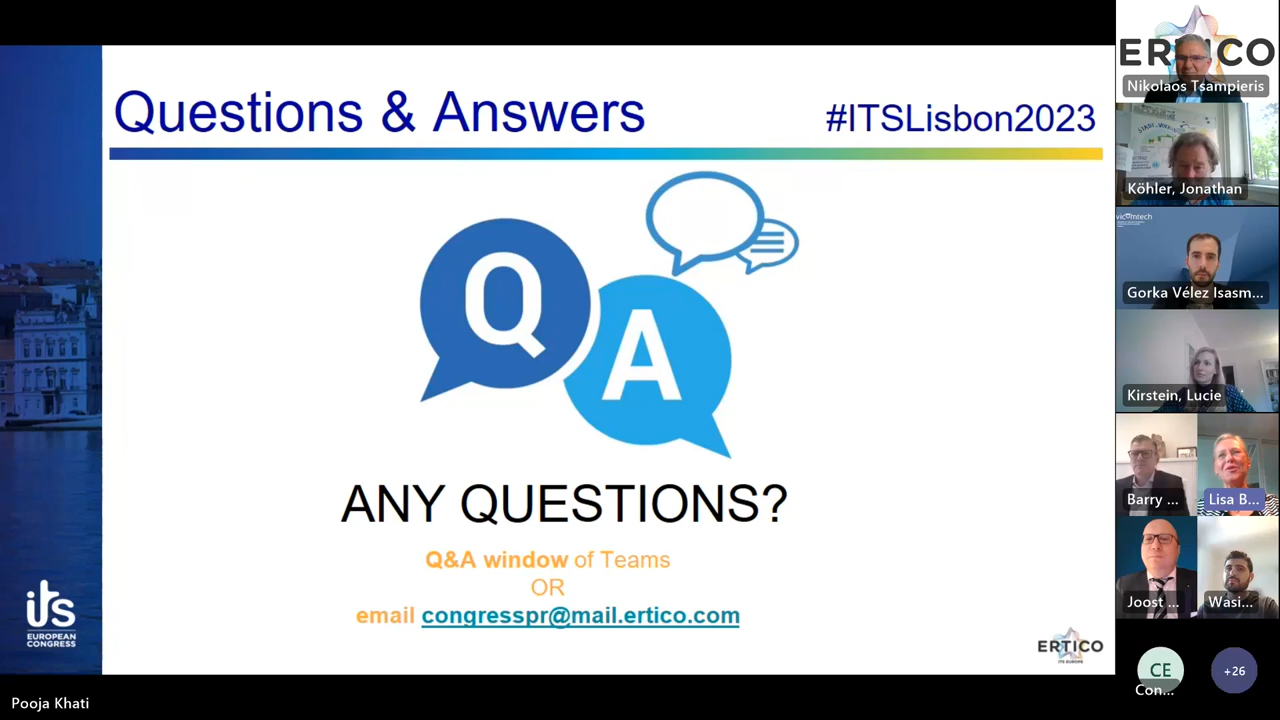 Questions & Answers
#ITSLisbon2023
Q
A
ANY QUESTIONS?
Q&A window of Teams
OR
email congresspr@mail.ertico.com
its
EUROPEAN
CONGRESS
ERTICO
ITS EUROPE
Pooja Khati
ERTICO
Nikolaos Tsampieris
Köhler, Jonathan
vicomtech
Gorka Vélez Isasm...
Kirstein, Lucie
Barry ...
Lisa B...
Joost ...
Wasi...
CE
Con...
+26